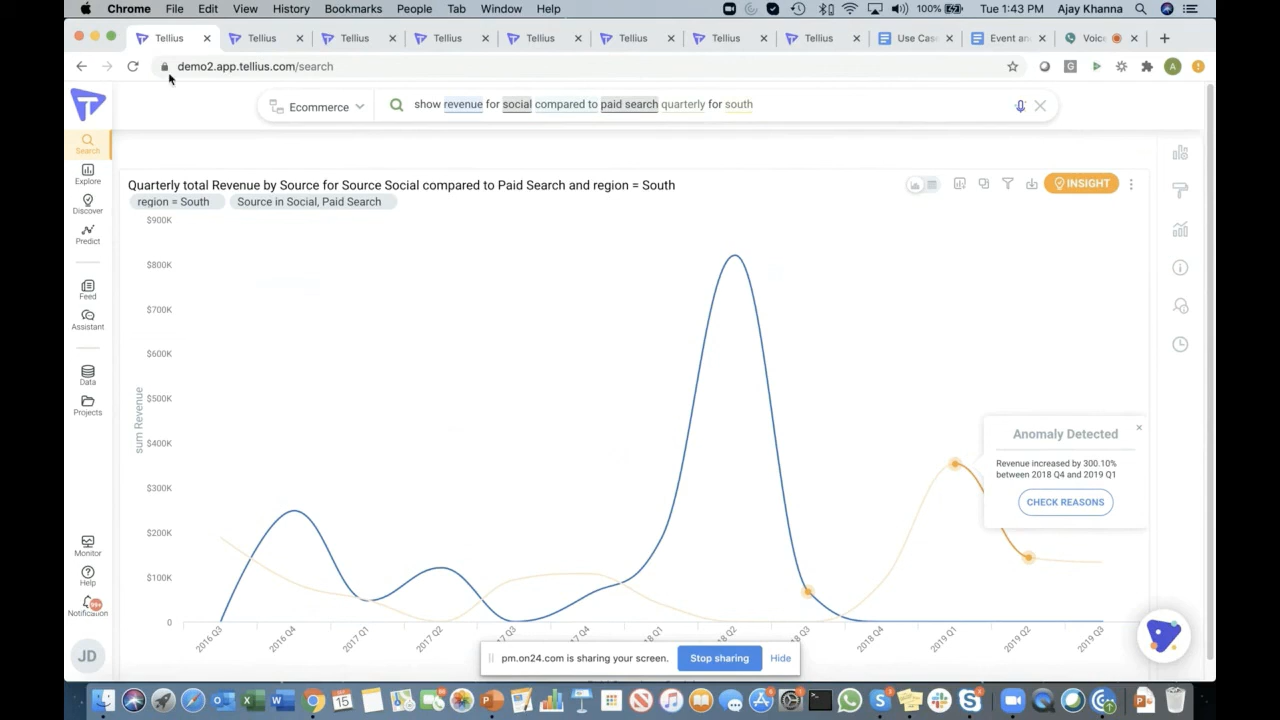 Chrome File Edit View History Bookmarks People Tab Window Help 100% Tue 1:43 PM Ajay Khanna
Tellius Tellius Tellius Tellius Tellius Tellius Tellius Tellius Use Cas Event an Voic
demo2.app.tellius.com/search
Ecommerce show revenue for social compared to paid search quarterly for south
Search
Explore
Discover
Predict
Feed
Assistant
Data
Projects
Monitor
Help
Notification
JD
Quarterly total Revenue by Source for Source Social compared to Paid Search and region = South
INSIGHT
region = South Source in Social, Paid Search
sum Revenue
$900K
$800K
$700K
$600K
$500K
$400K
$300K
$200K
$100K
0
2016 Q3 2016 Q4 2017 Q1 2017 Q2 Q3 Q4 Q1 Q2 Q3 2018 Q4 2019 Q1 2019 Q2 2019 Q3
Anomaly Detected
Revenue increased by 300.10%
between 2018 Q4 and 2019 Q1
CHECK REASONS
pm.on24.com is sharing your screen. Stop sharing Hide